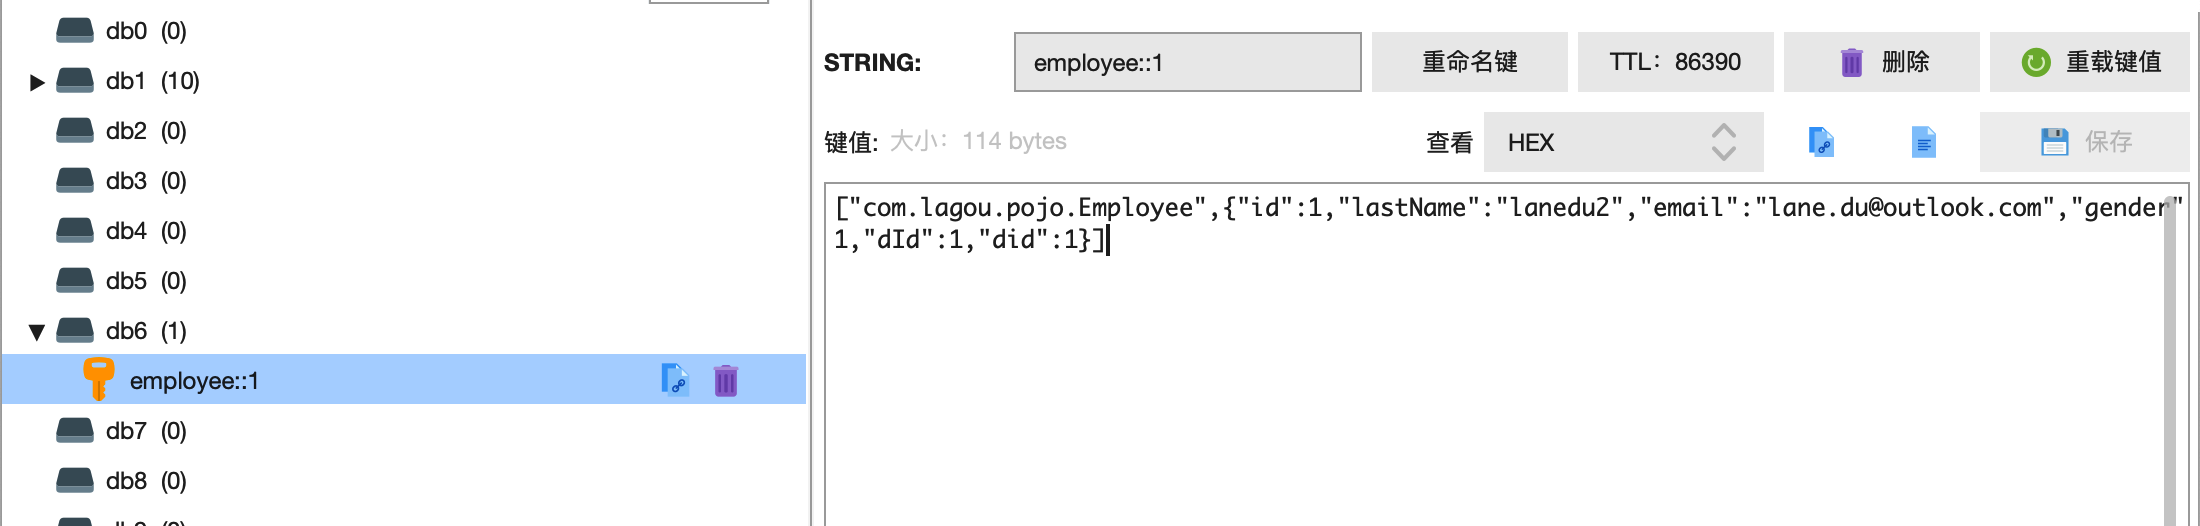 db0 (0)
db1 (10)
db2 (0)
db3 (0)
db4 (0)
db5 (0)
db6 (1)
employee::1
db7 (0)
db8 (0)
STRING:
employee::1
重命名键
TTL：86390
删除
重载键值
键值: 大小：114 bytes
查看
HEX
保存
["com.lagou.pojo.Employee",{"id":1,"lastName":"lanedu2","email":"lane.du@outlook.com","gender"
1,"dId":1,"did":1}]